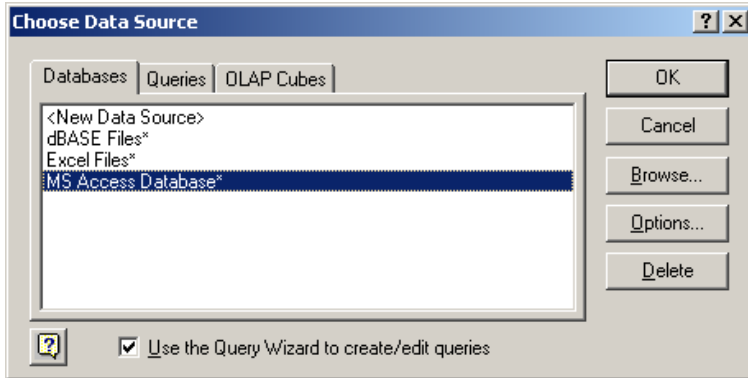 Choose Data Source
Databases Queries OLAP Cubes
<New Data Source>
dBASE Files*
Excel Files*
MS Access Database*
OK
Cancel
Browse...
Options...
Delete
Use the Query Wizard to create/edit queries